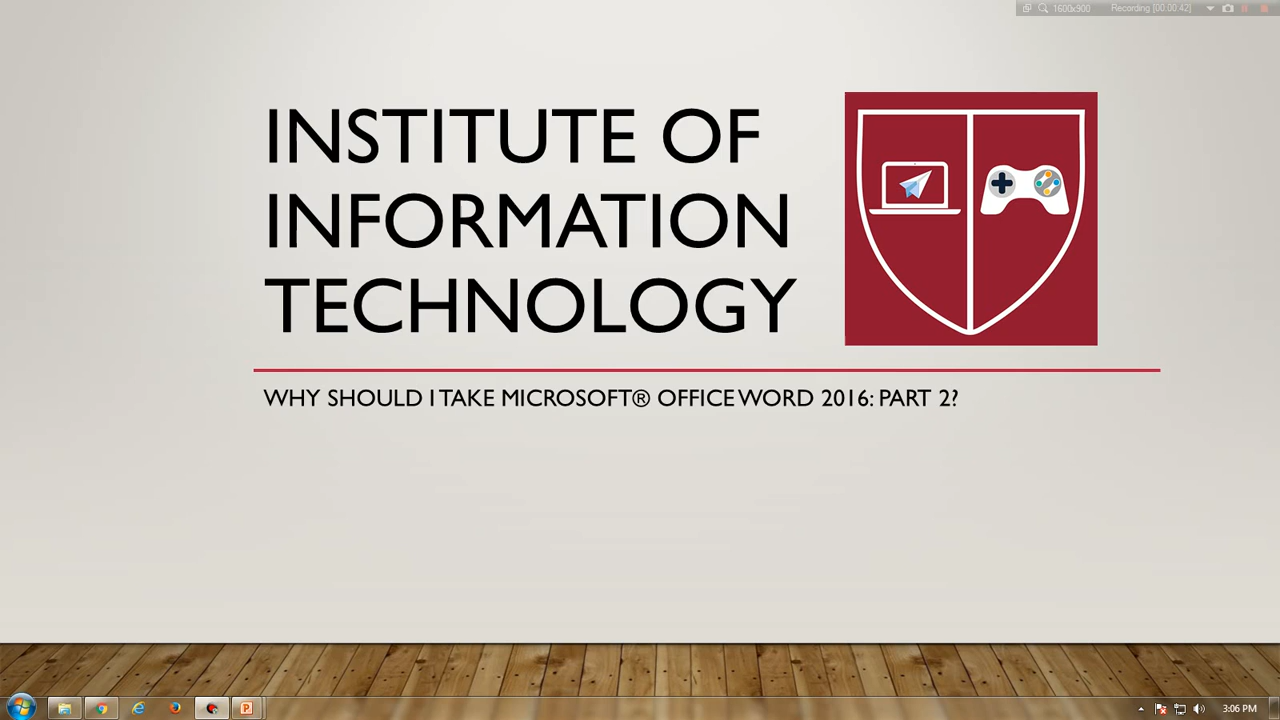 1600x900 Recording [00:00:42]
INSTITUTE OF
INFORMATION
TECHNOLOGY
WHY SHOULD I TAKE MICROSOFT® OFFICE WORD 2016: PART 2?
3:06 PM